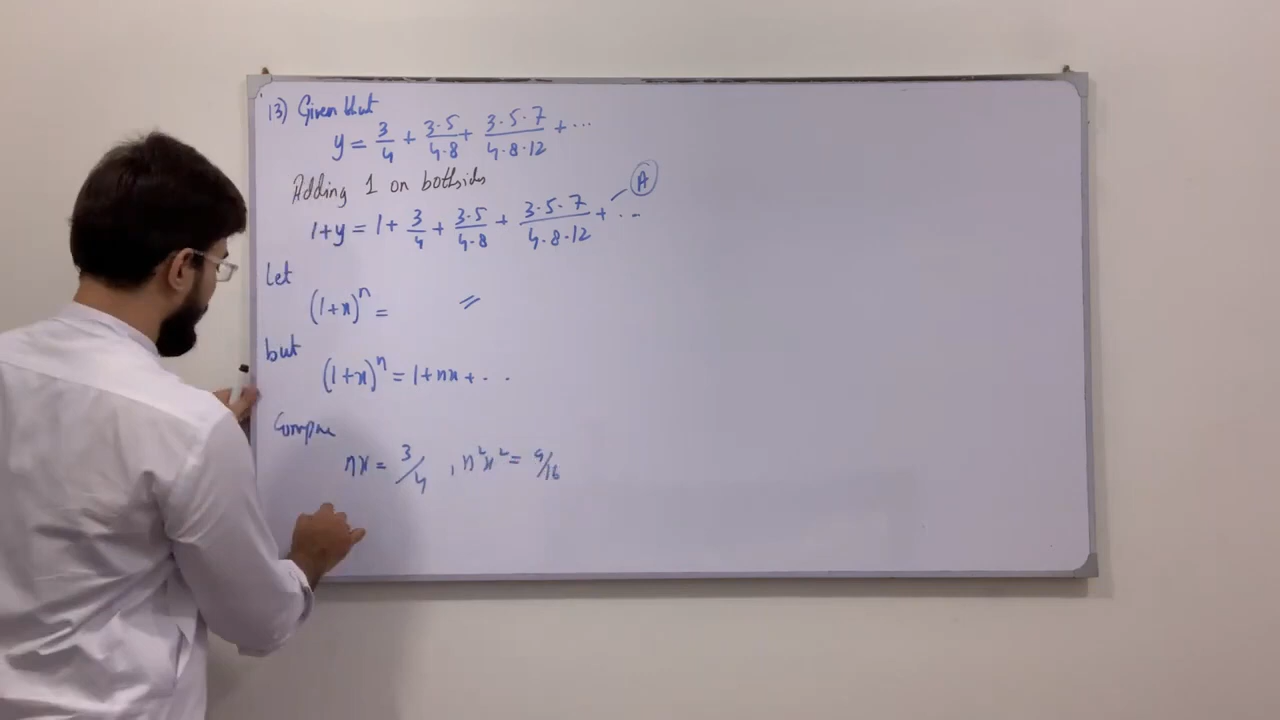 13) Given that
y = 3/4 + 3·5/4·8 + 3·5·7/4·8·12 + ...
Adding 1 on bothsides
1+y = 1 + 3/4 + 3·5/4·8 + 3·5·7/4·8·12 + ... A
Let
(1+x)ⁿ = "
but
(1+x)ⁿ = 1 + nx + ...
Compare
nx = 3/4 , n²x² = 9/16